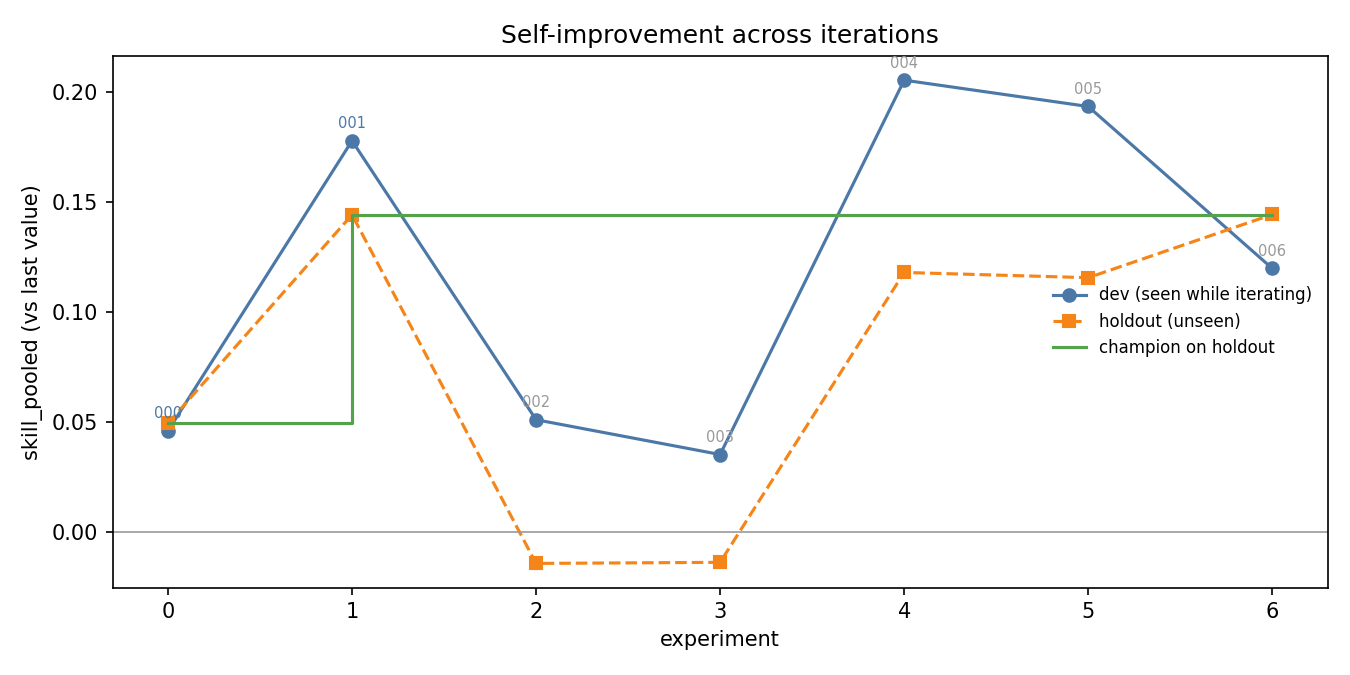 Self-improvement across iterations
skill_pooled (vs last value)
0.20
0.15
0.10
0.05
0.00
000
001
002
003
004
005
006
dev (seen while iterating)
holdout (unseen)
champion on holdout
0 1 2 3 4 5 6
experiment